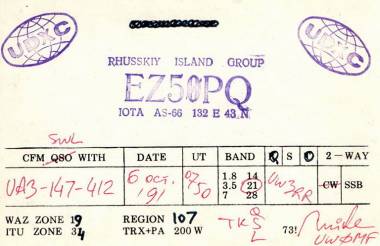 UDXC
UDXC
RHUSSKIY ISLAND GROUP
EZ50PQ
IOTA AS-66 132 E 43 N
SWL
CFM QSO WITH DATE UT BAND QSO 2-WAY
UA3-147-412 6 oct. '91 07 50 1.8 14 3.5 21 7 28 UW3RR CW SSB
WAZ ZONE 19 REGION 107 TKS QSL 73! Mike
ITU ZONE 34 TRX+PA 200 W UW0MF